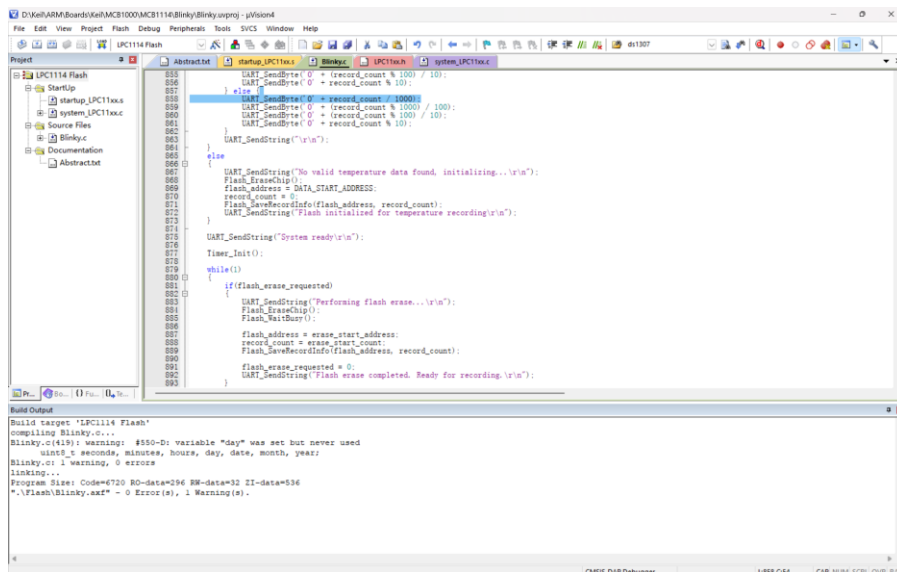 D:\Keil\ARM\Boards\Keil\MCB1000\MCB1114\Blinky\Blinky.uvproj - µVision4
File Edit View Project Flash Debug Peripherals Tools SVCS Window Help
LPC1114 Flash ds1307
Project
LPC1114 Flash
StartUp
startup_LPC11xx.s
system_LPC11xx.c
Source Files
Blinky.c
Documentation
Abstract.txt
Pr... Bo... {} Fu... 0 Te...
Abstract.txt startup_LPC11xx.s Blinky.c LPC11xx.h system_LPC11xx.c
855 UART_SendByte('0' + (record_count % 100) / 10);
856 UART_SendByte('0' + record_count % 10);
857 } else {
858 UART_SendByte('0' + record_count / 1000);
859 UART_SendByte('0' + (record_count % 1000) / 100);
860 UART_SendByte('0' + (record_count % 100) / 10);
861 UART_SendByte('0' + record_count % 10);
862 }
863 UART_SendString("\r\n");
864 }
865 else
866 {
867 UART_SendString("No valid temperature data found, initializing...\r\n");
868 Flash_EraseChip();
869 flash_address = DATA_START_ADDRESS;
870 record_count = 0;
871 Flash_SaveRecordInfo(flash_address, record_count);
872 UART_SendString("Flash initialized for temperature recording\r\n");
873 }
874
875 UART_SendString("System ready\r\n");
876
877 Timer_Init();
878
879 while(1)
880 {
881 if(flash_erase_requested)
882 {
883 UART_SendString("Performing flash erase...\r\n");
884 Flash_EraseChip();
885 Flash_WaitBusy();
886
887 flash_address = erase_start_address;
888 record_count = erase_start_count;
889 Flash_SaveRecordInfo(flash_address, record_count);
890
891 flash_erase_requested = 0;
892 UART_SendString("Flash erase completed. Ready for recording.\r\n");
893 }
Build Output
Build target 'LPC1114 Flash'
compiling Blinky.c...
Blinky.c(419): warning: #550-D: variable "day" was set but never used
uint8_t seconds, minutes, hours, day, date, month, year;
Blinky.c: 1 warning, 0 errors
linking...
Program Size: Code=6720 RO-data=296 RW-data=32 ZI-data=536
".\Flash\Blinky.axf" - 0 Error(s), 1 Warning(s).
CMSIS-DAP Debugger L:858 C:54 CAP NUM SCRL OVR